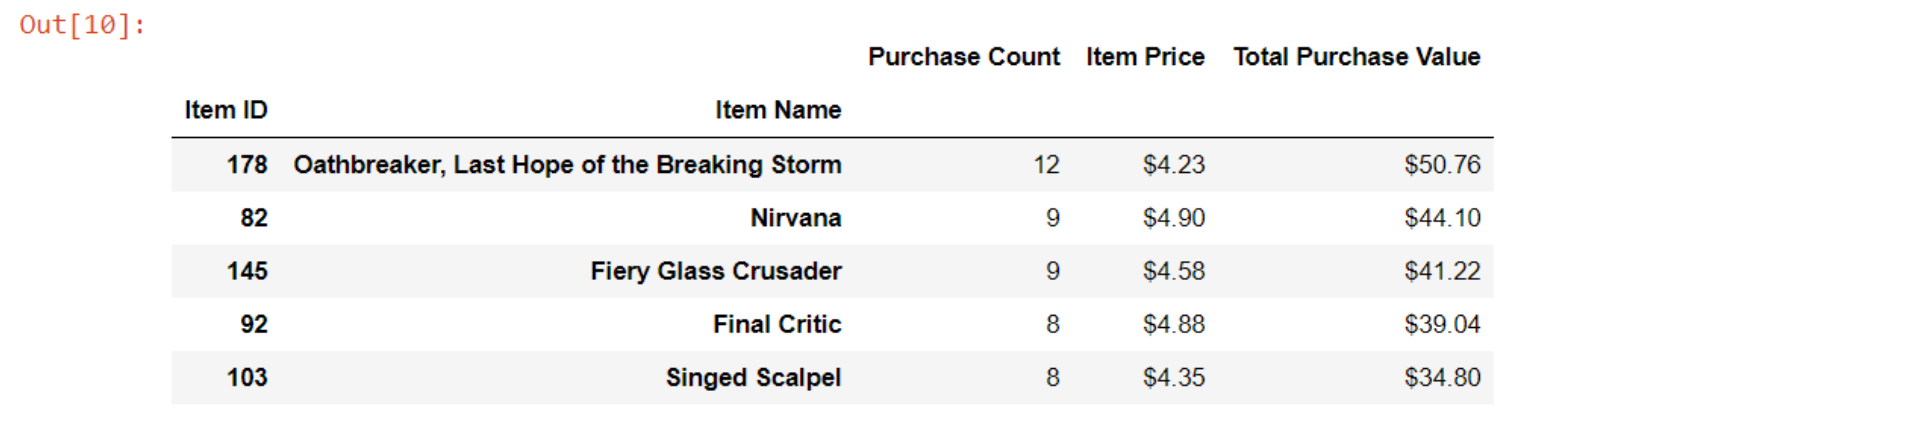 Out[10]:
Purchase Count Item Price Total Purchase Value
Item ID Item Name
178 Oathbreaker, Last Hope of the Breaking Storm 12 $4.23 $50.76
82 Nirvana 9 $4.90 $44.10
145 Fiery Glass Crusader 9 $4.58 $41.22
92 Final Critic 8 $4.88 $39.04
103 Singed Scalpel 8 $4.35 $34.80